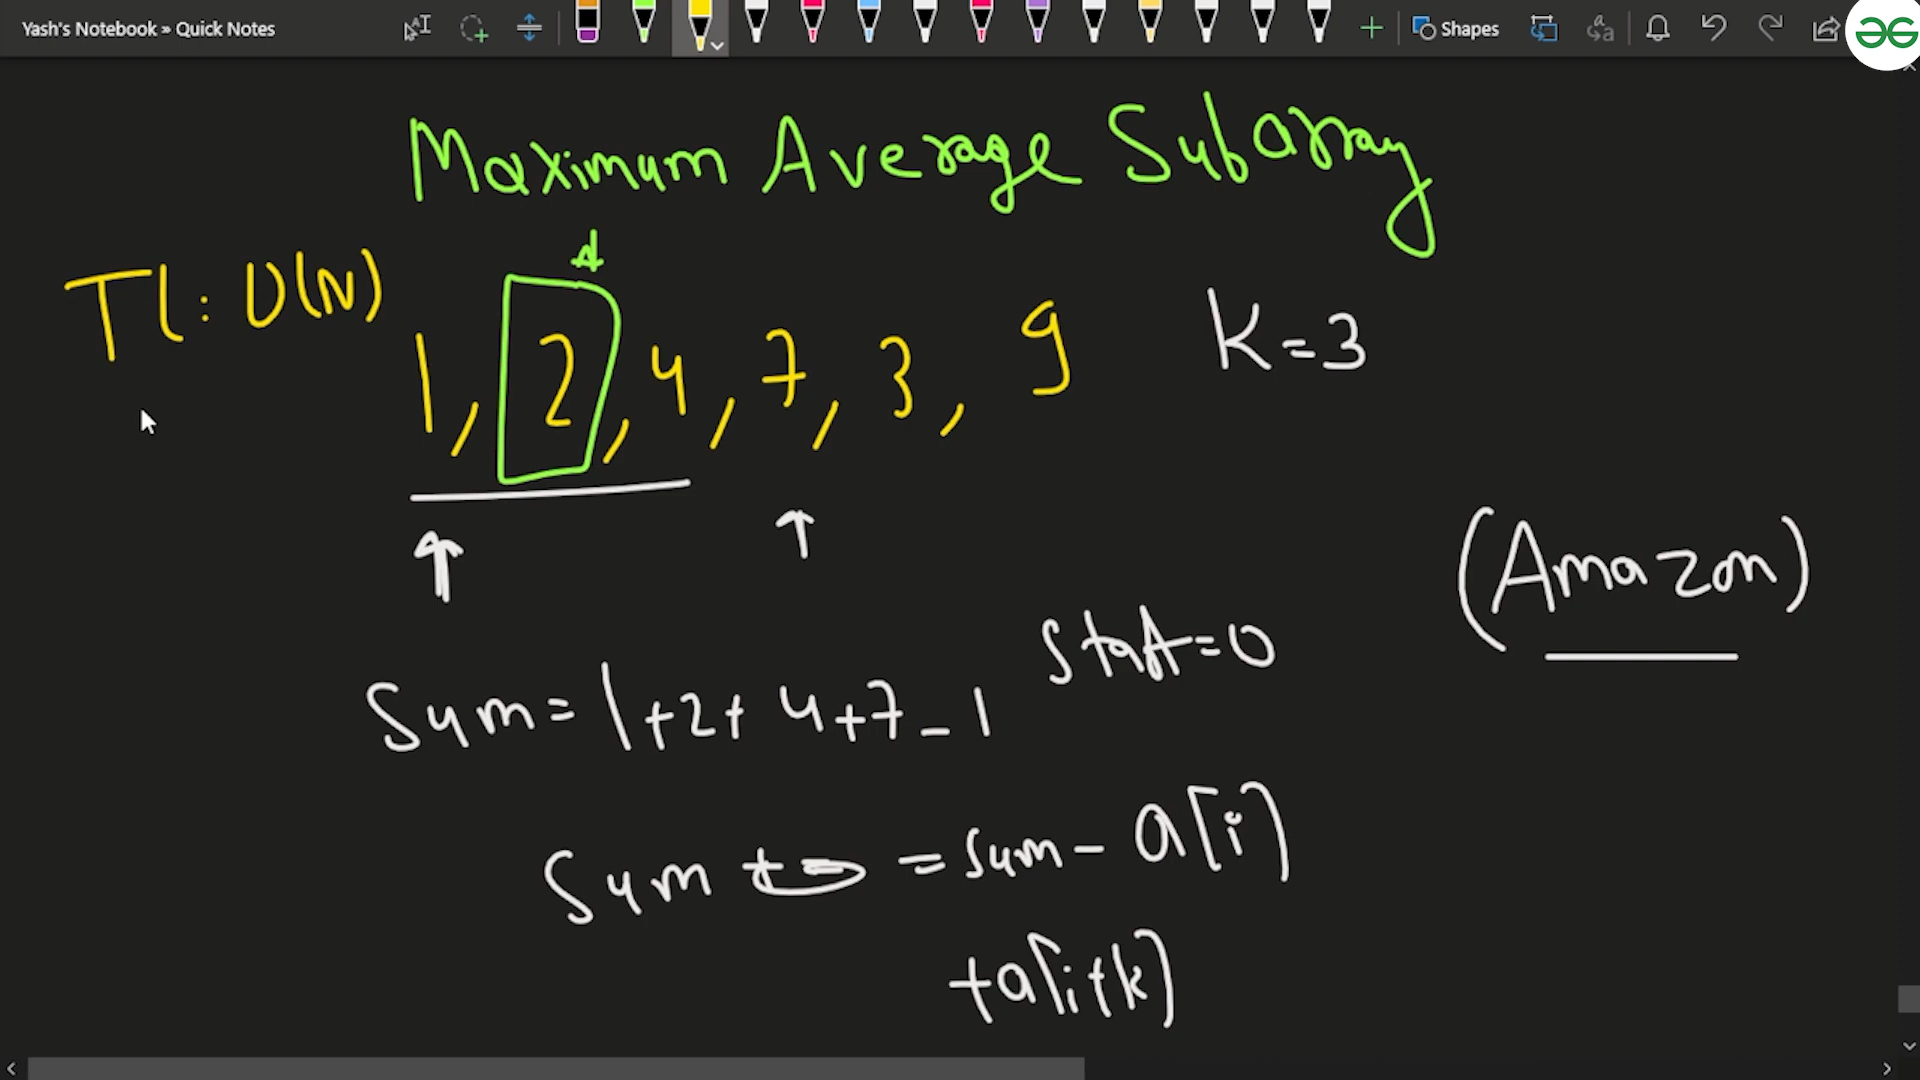 Yash's Notebook » Quick Notes
Shapes
Maximum Average Subarray
TC: O(N)
1, 2, 4, 7, 3, 9
K=3
(Amazon)
Start=0
Sum= 1+2+4+7-1
Sum = Sum - a[i]
+a[i+k]